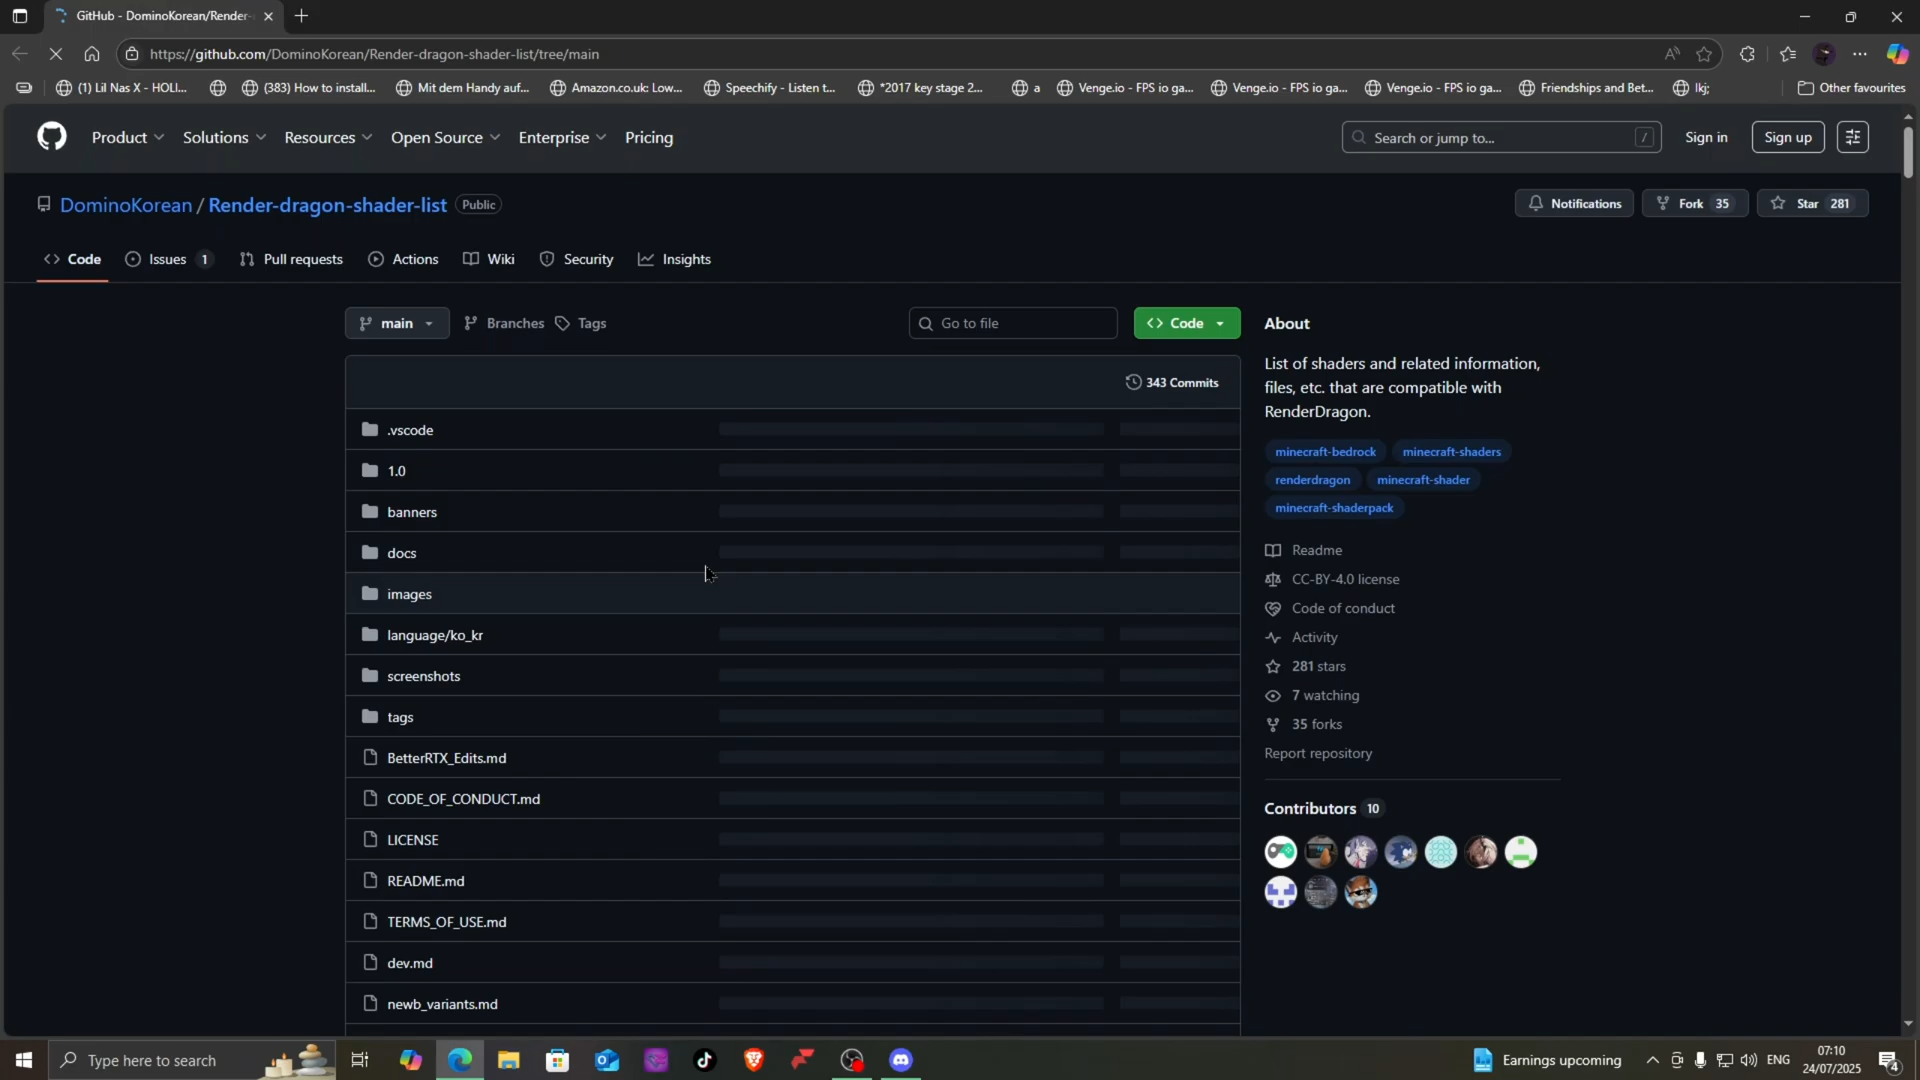 GitHub - DominoKorean/Render-
https://github.com/DominoKorean/Render-dragon-shader-list/tree/main
(1) Lil Nas X - HOLI...
(383) How to install...
Mit dem Handy auf...
Amazon.co.uk: Low...
Speechify - Listen t...
*2017 key stage 2...
a
Venge.io - FPS io ga...
Venge.io - FPS io ga...
Venge.io - FPS io ga...
Friendships and Bet...
lkj;
Other favourites
Product
Solutions
Resources
Open Source
Enterprise
Pricing
Search or jump to...
/
Sign in
Sign up
DominoKorean / Render-dragon-shader-list
Public
Notifications
Fork 35
Star 281
Code
Issues 1
Pull requests
Actions
Wiki
Security
Insights
main
Branches
Tags
Go to file
Code
343 Commits
.vscode
1.0
banners
docs
images
language/ko_kr
screenshots
tags
BetterRTX_Edits.md
CODE_OF_CONDUCT.md
LICENSE
README.md
TERMS_OF_USE.md
dev.md
newb_variants.md
About
List of shaders and related information,
files, etc. that are compatible with
RenderDragon.
minecraft-bedrock
minecraft-shaders
renderdragon
minecraft-shader
minecraft-shaderpack
Readme
CC-BY-4.0 license
Code of conduct
Activity
281 stars
7 watching
35 forks
Report repository
Contributors 10
Type here to search
Earnings upcoming
ENG
07:10
24/07/2025
4